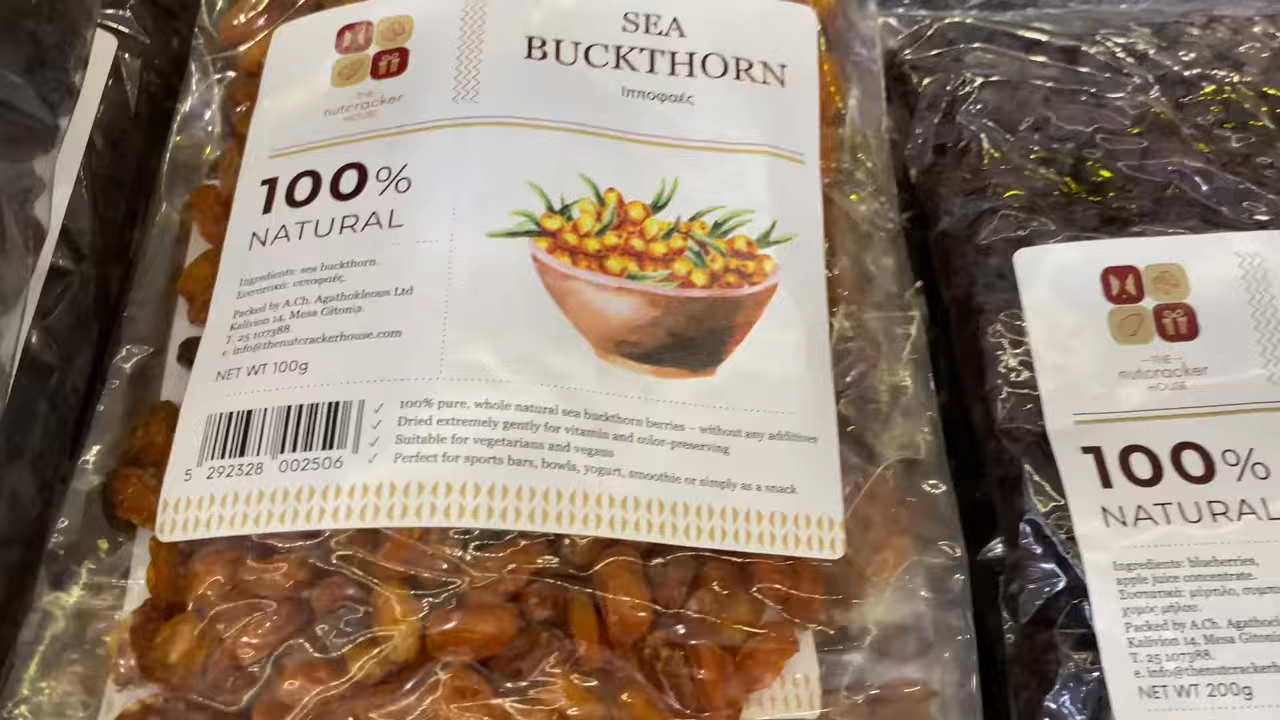 THE
nutcracker
HOUSE
SEA
BUCKTHORN
Ιπποφαές
100%
NATURAL
Ingredients: sea buckthorn.
Συστατικά: ιπποφαές.
Packed by A.Ch. Agathokleous Ltd
Kalivion 14, Mesa Gitonia.
T. 25 107388.
e. info@thenutcrackerhouse.com
NET WT 100g
5 292328 002506
✓ 100% pure, whole natural sea buckthorn berries – without any additives
✓ Dried extremely gently for vitamin and color-preserving
✓ Suitable for vegetarians and vegans
✓ Perfect for sports bars, bowls, yogurt, smoothie or simply as a snack
THE
nutcracker
HOUSE
100%
NATURAL
Ingredients: blueberries,
apple juice concentrate.
Συστατικά: μύρτιλο,
χυμός μήλου.
Packed by A.Ch.
Kalivion 14, Mesa
T. 25 107388.
e.
NET WT 200g